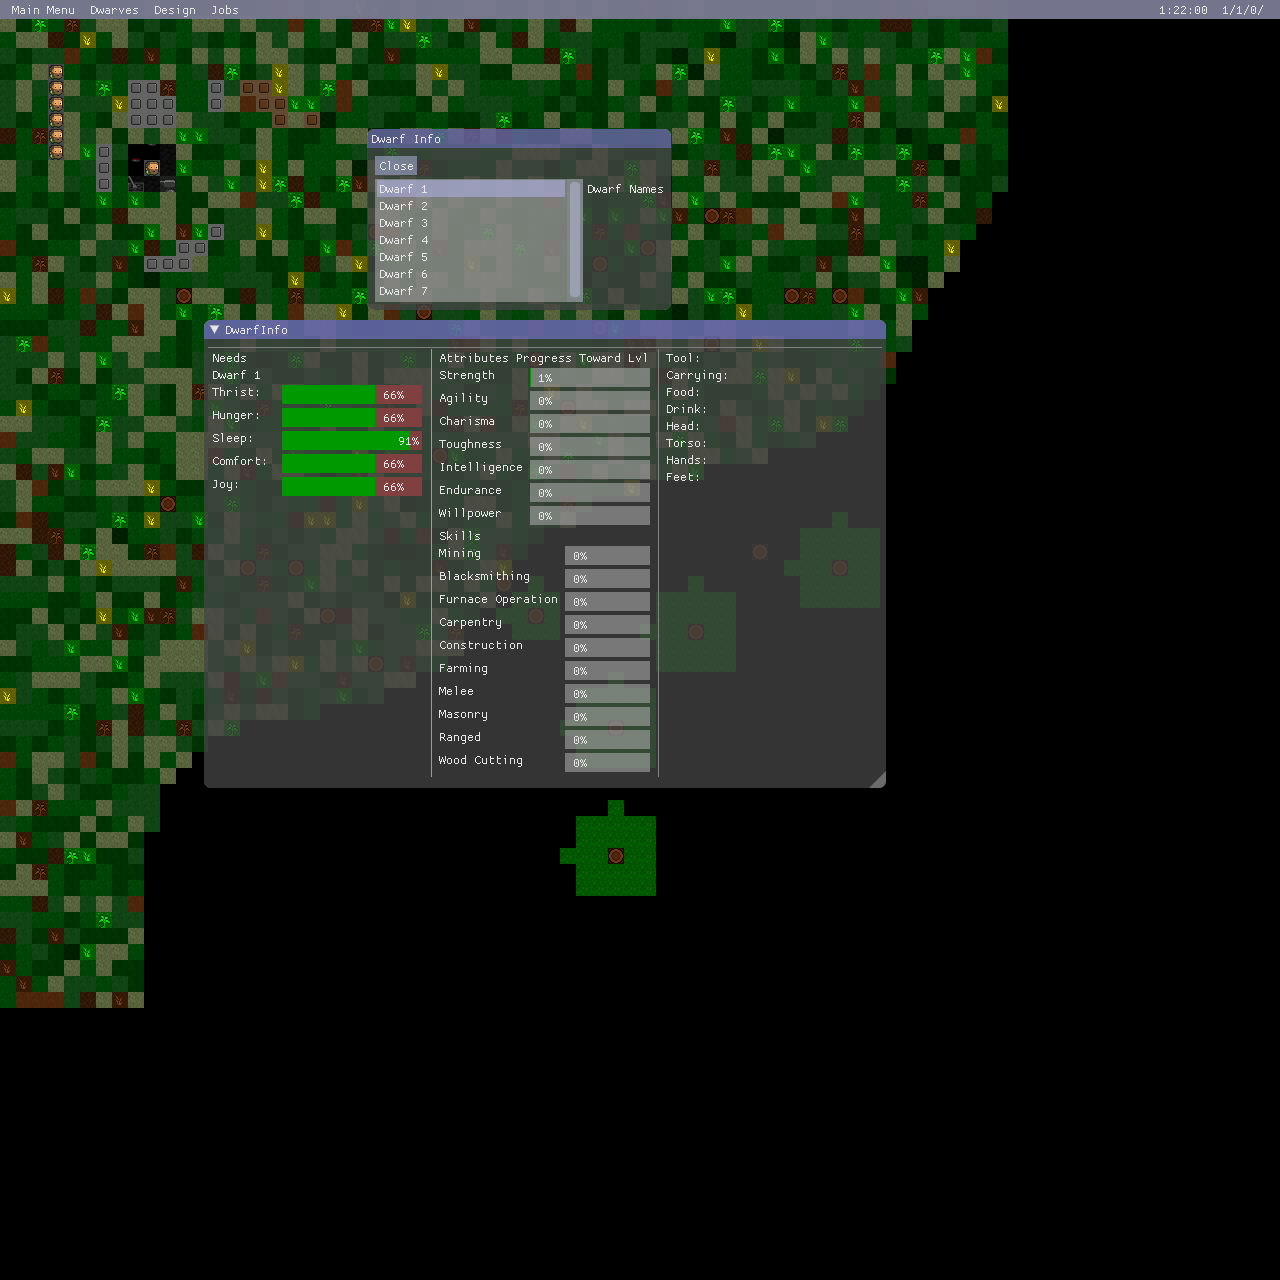 Main Menu Dwarves Design Jobs 1:22:00 1/1/0/
Dwarf Info
Close
Dwarf 1 Dwarf Names
Dwarf 2
Dwarf 3
Dwarf 4
Dwarf 5
Dwarf 6
Dwarf 7
DwarfInfo
Needs
Dwarf 1
Thrist: 66%
Hunger: 66%
Sleep: 91%
Comfort: 66%
Joy: 66%
Attributes Progress Toward Lvl
Strength 1%
Agility 0%
Charisma 0%
Toughness 0%
Intelligence 0%
Endurance 0%
Willpower 0%
Skills
Mining 0%
Blacksmithing 0%
Furnace Operation 0%
Carpentry 0%
Construction 0%
Farming 0%
Melee 0%
Masonry 0%
Ranged 0%
Wood Cutting 0%
Tool:
Carrying:
Food:
Drink:
Head:
Torso:
Hands:
Feet: